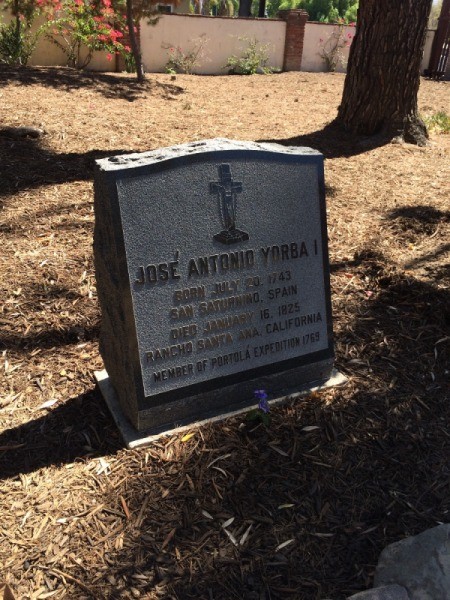 JOSÉ ANTONIO YORBA I
BORN JULY 20, 1743
SAN SATURNINO, SPAIN
DIED JANUARY 16, 1825
RANCHO SANTA ANA, CALIFORNIA
MEMBER OF PORTOLÁ EXPEDITION 1769